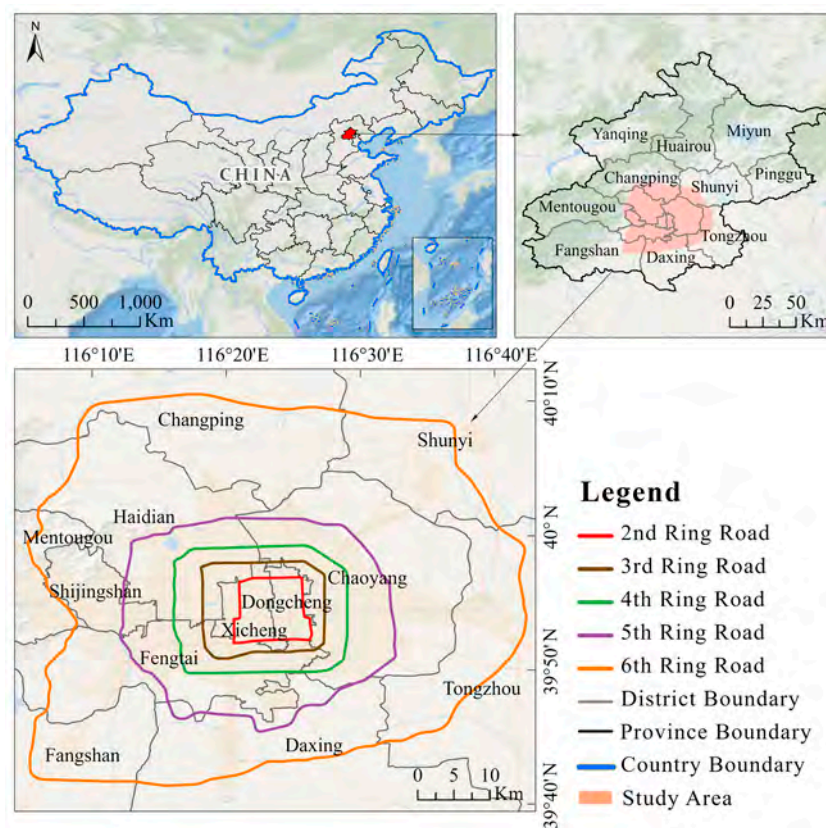 N
CHINA
0 500 1,000
Km
Yanqing
Huairou
Miyun
Changping
Shunyi
Pinggu
Mentougou
Tongzhou
Fangshan
Daxing
0 25 50
Km
116°10'E 116°20'E 116°30'E 116°40'E
40°10'N
40°N
39°50'N
39°40'N
Changping
Shunyi
Haidian
Mentougou
Shijingshan
Chaoyang
Dongcheng
Xicheng
Fengtai
Tongzhou
Daxing
Fangshan
0 5 10
Km
Legend
2nd Ring Road
3rd Ring Road
4th Ring Road
5th Ring Road
6th Ring Road
District Boundary
Province Boundary
Country Boundary
Study Area